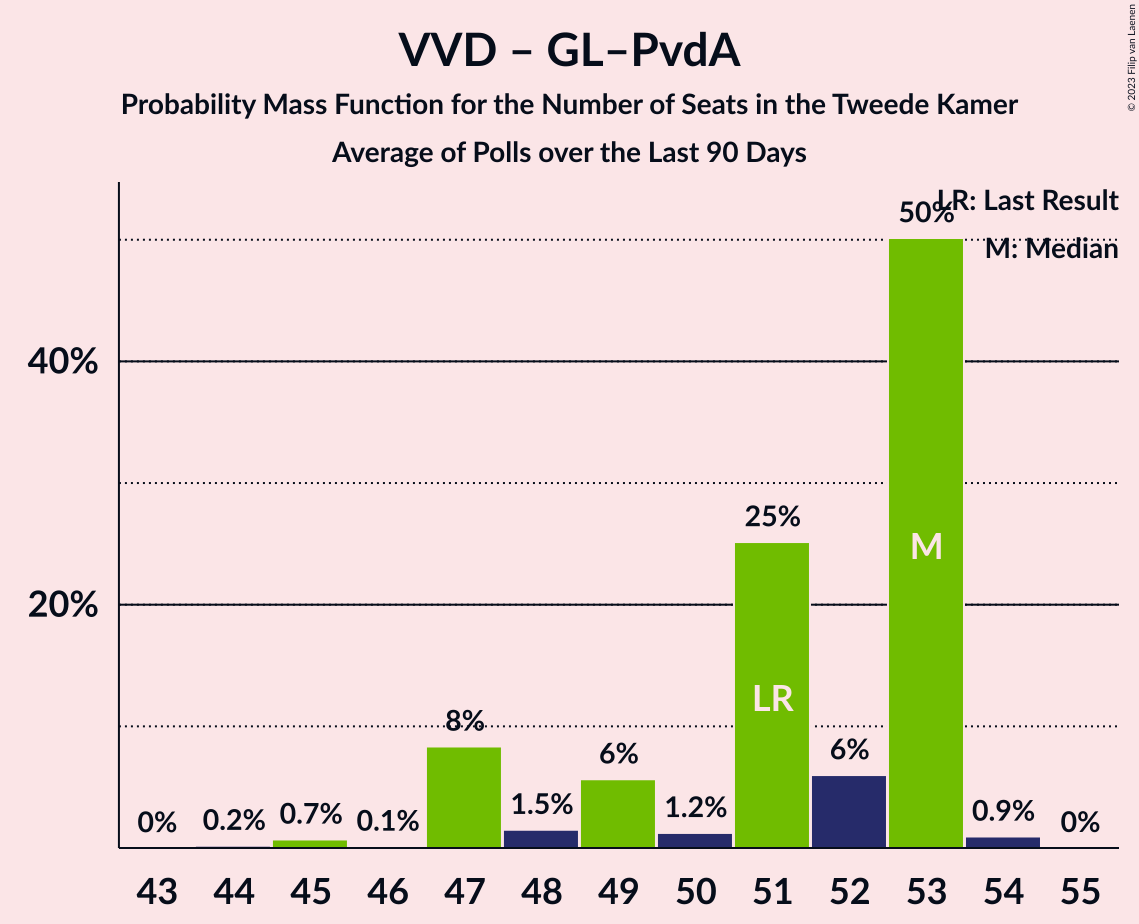 VVD – GL–PvdA
Probability Mass Function for the Number of Seats in the Tweede Kamer
Average of Polls over the Last 90 Days
© 2023 Filip van Laenen
LR: Last Result
M: Median
50%
40%
25%
M
20%
LR
8%
6%
6%
0%
0.2%
0.7%
0.1%
1.5%
1.2%
0.9%
0%
43 44 45 46 47 48 49 50 51 52 53 54 55